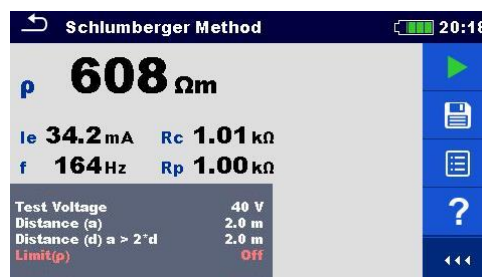 Schlumberger Method 20:18
ρ 608 Ωm
Ie 34.2 mA Rc 1.01 kΩ
f 164 Hz Rp 1.00 kΩ
Test Voltage 40 V
Distance (a) 2.0 m
Distance (d) a > 2*d 2.0 m
Limit(ρ) Off
?